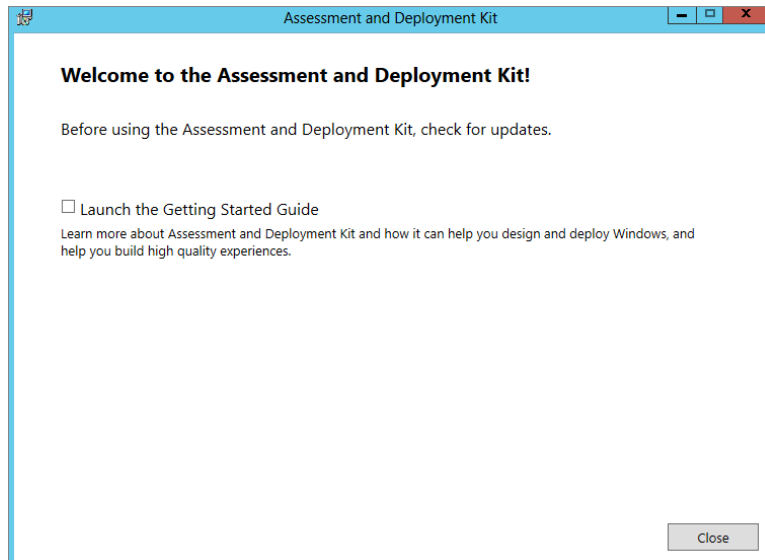 Assessment and Deployment Kit
Welcome to the Assessment and Deployment Kit!
Before using the Assessment and Deployment Kit, check for updates.
Launch the Getting Started Guide
Learn more about Assessment and Deployment Kit and how it can help you design and deploy Windows, and
help you build high quality experiences.
Close